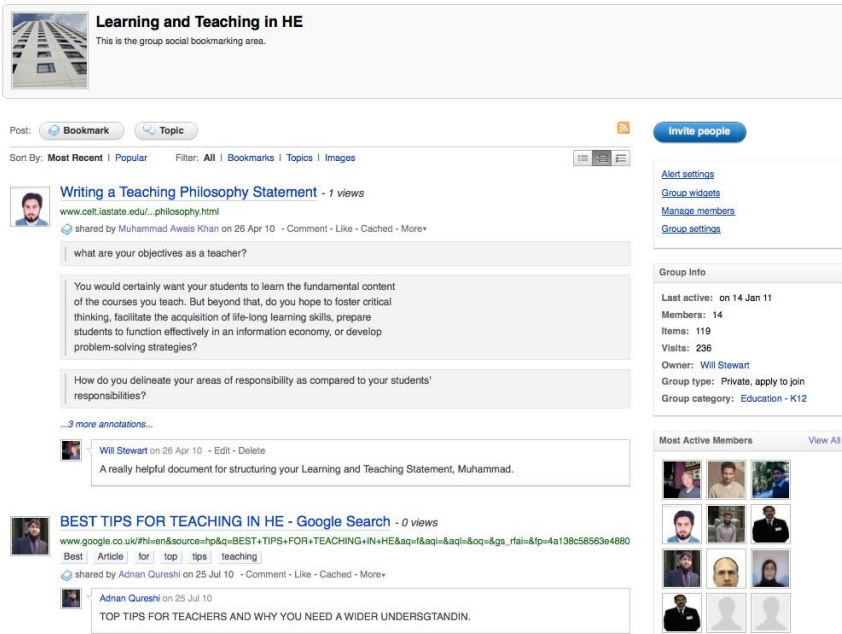 Learning and Teaching in HE
This is the group social bookmarking area.
Post: Bookmark Topic
Sort By: Most Recent | Popular Filter: All | Bookmarks | Topics | Images
Writing a Teaching Philosophy Statement - 1 views
www.celt.iastate.edu/...philosophy.html
shared by Muhammad Awais Khan on 26 Apr 10 - Comment - Like - Cached - More▾
what are your objectives as a teacher?
You would certainly want your students to learn the fundamental content
of the courses you teach. But beyond that, do you hope to foster critical
thinking, facilitate the acquisition of life-long learning skills, prepare
students to function effectively in an information economy, or develop
problem-solving strategies?
How do you delineate your areas of responsibility as compared to your students'
responsibilities?
...3 more annotations...
Will Stewart on 26 Apr 10 - Edit - Delete
A really helpful document for structuring your Learning and Teaching Statement, Muhammad.
BEST TIPS FOR TEACHING IN HE - Google Search - 0 views
www.google.co.uk/#hl=en&source=hp&q=BEST+TIPS+FOR+TEACHING+IN+HE&aq=f&aqi=&aql=&oq=&gs_rfai=&fp=4a138c58563e4880
Best Article for top tips teaching
shared by Adnan Qureshi on 25 Jul 10 - Comment - Like - Cached - More▾
Adnan Qureshi on 25 Jul 10
TOP TIPS FOR TEACHERS AND WHY YOU NEED A WIDER UNDERSGTANDIN.
Invite people
Alert settings
Group widgets
Manage members
Group settings
Group Info
Last active: on 14 Jan 11
Members: 14
Items: 119
Visits: 236
Owner: Will Stewart
Group type: Private, apply to join
Group category: Education - K12
Most Active Members View All